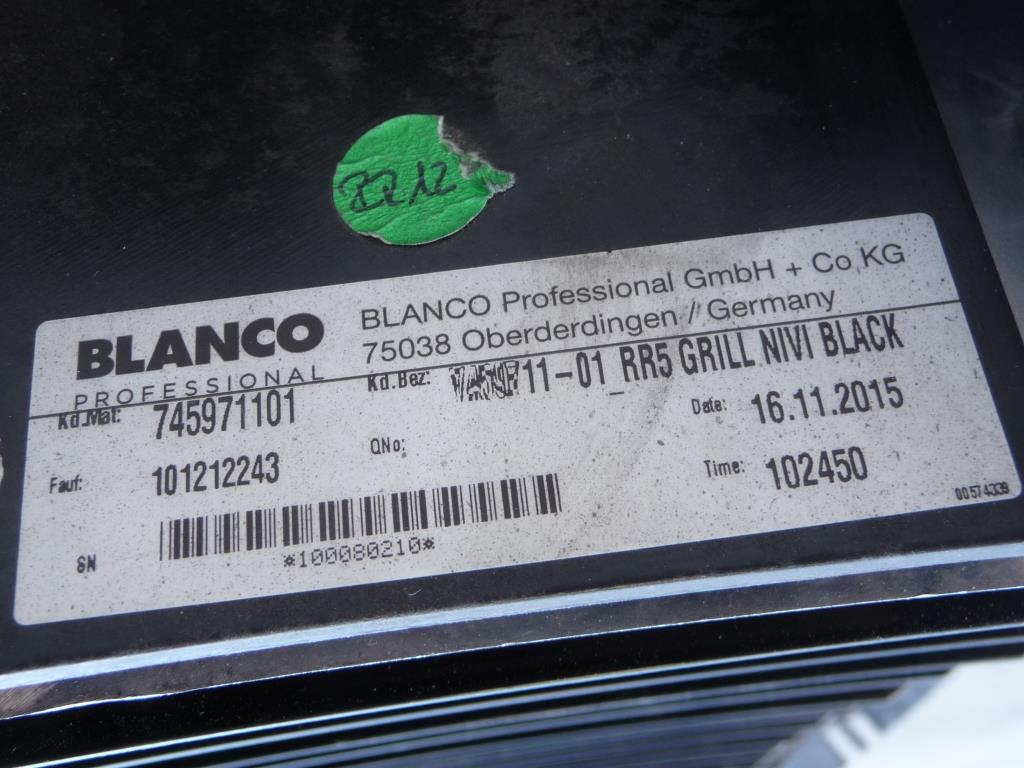 BLANCO
PROFESSIONAL
BLANCO Professional GmbH + Co KG
75038 Oberderdingen // Germany
Kd.Mat: 745971101
Kd.Bez: 11-01_RR5 GRILL NIVI BLACK
Fauf: 101212243
QNo:
Date: 16.11.2015
Time: 102450
SN
*100080210*
00574339